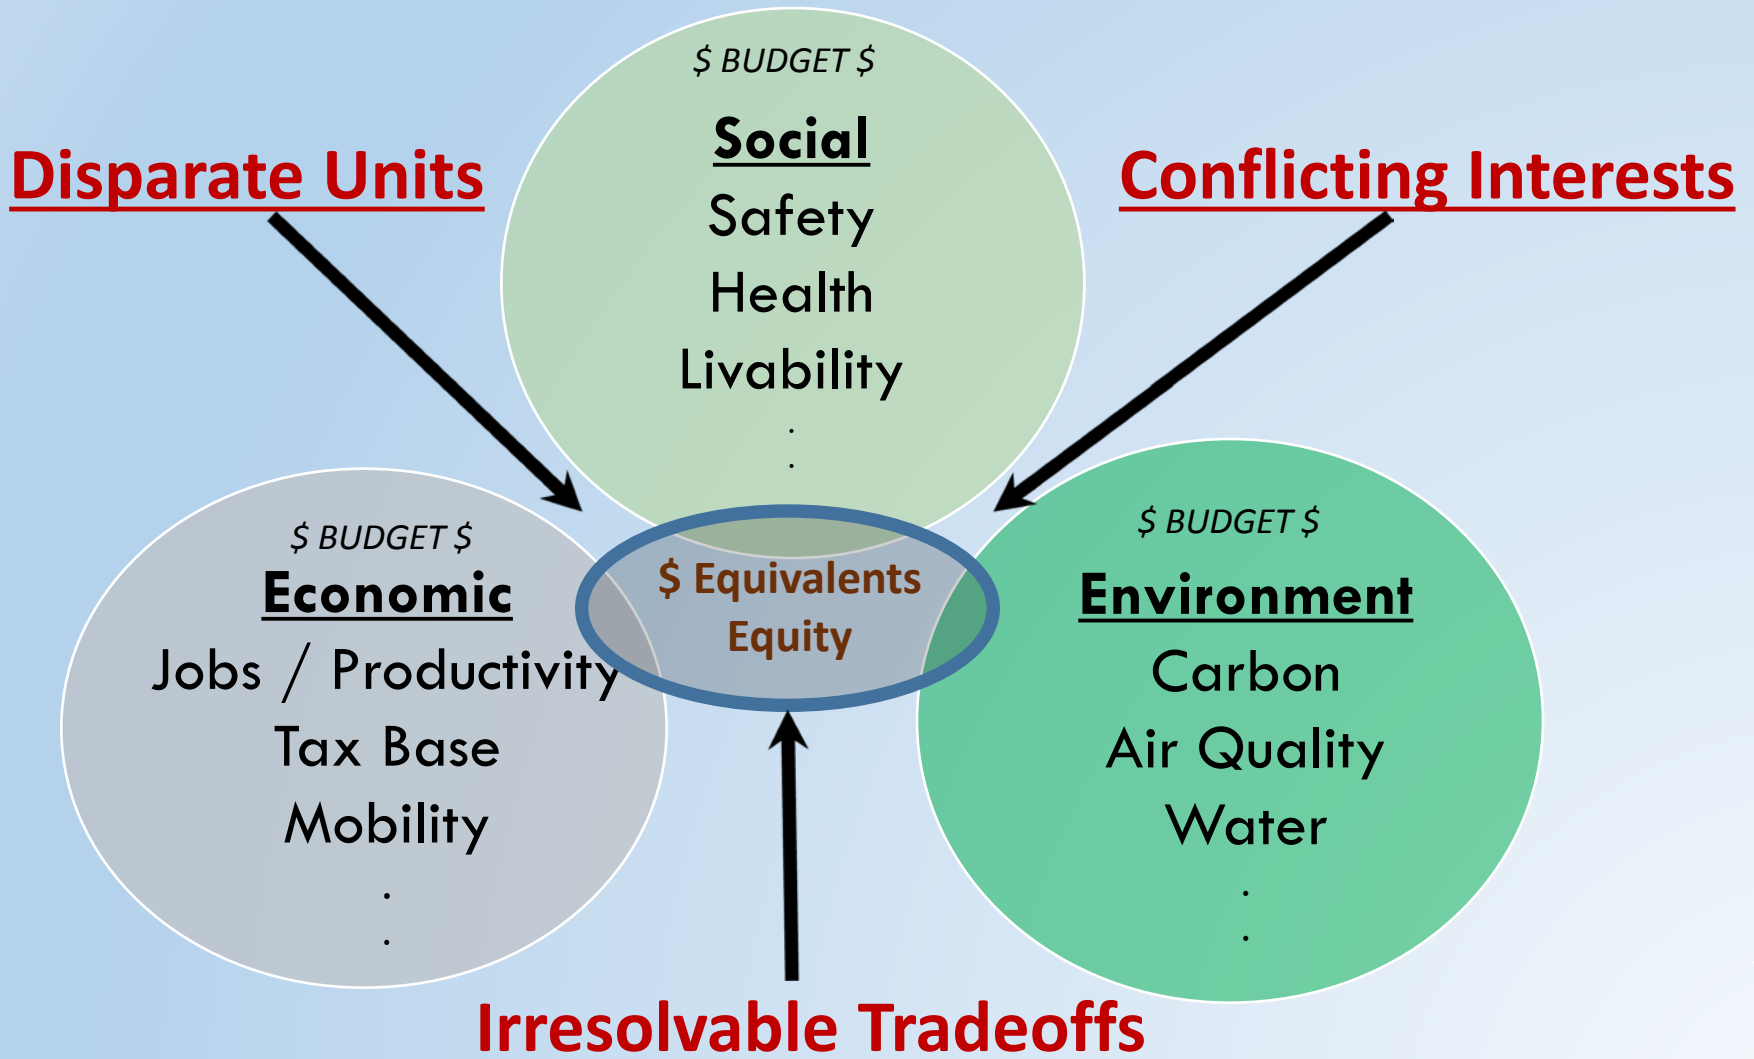 $ BUDGET $
Social
Safety
Health
Livability
.
.
Disparate Units
Conflicting Interests
$ BUDGET $
Economic
Jobs / Productivity
Tax Base
Mobility
.
.
$ Equivalents
Equity
$ BUDGET $
Environment
Carbon
Air Quality
Water
.
.
Irresolvable Tradeoffs